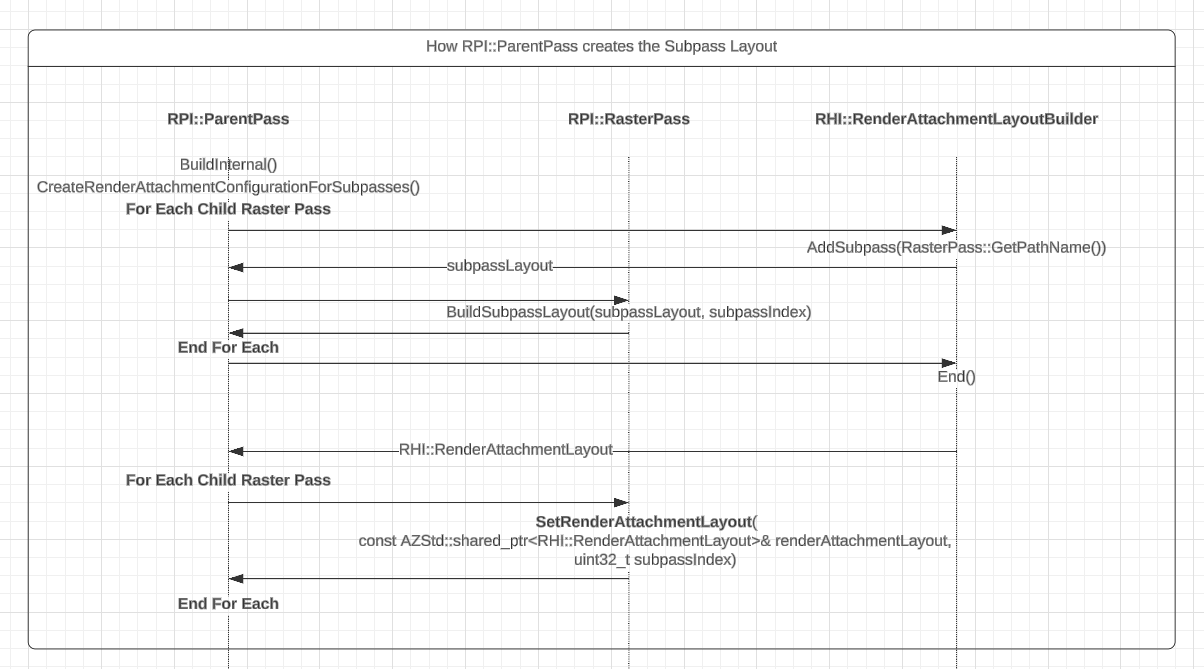 How RPI::ParentPass creates the Subpass Layout
RPI::ParentPass
RPI::RasterPass
RHI::RenderAttachmentLayoutBuilder
BuildInternal()
CreateRenderAttachmentConfigurationForSubpasses()
For Each Child Raster Pass
AddSubpass(RasterPass::GetPathName())
subpassLayout
BuildSubpassLayout(subpassLayout, subpassIndex)
End For Each
End()
RHI::RenderAttachmentLayout
For Each Child Raster Pass
SetRenderAttachmentLayout(
const AZStd::shared_ptr<RHI::RenderAttachmentLayout>& renderAttachmentLayout,
uint32_t subpassIndex)
End For Each